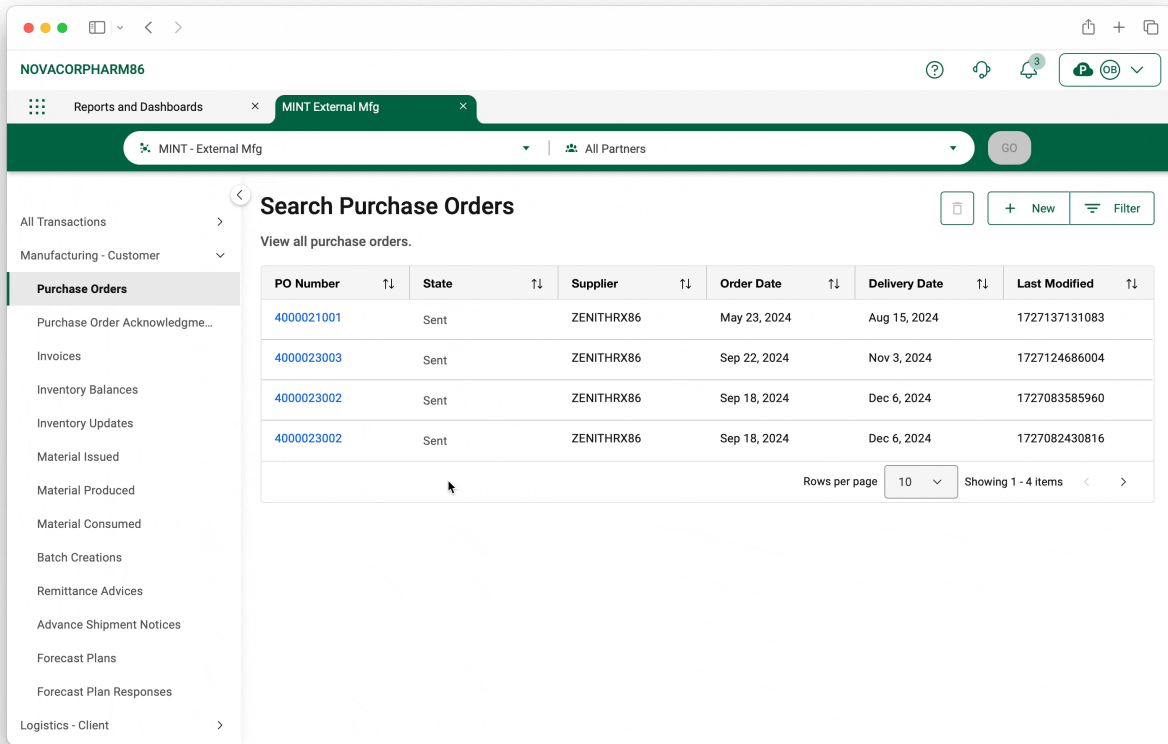 NOVACORPHARM86
3
P
OB
Reports and Dashboards
MINT External Mfg
MINT - External Mfg
All Partners
GO
All Transactions
Manufacturing - Customer
Purchase Orders
Purchase Order Acknowledgme...
Invoices
Inventory Balances
Inventory Updates
Material Issued
Material Produced
Material Consumed
Batch Creations
Remittance Advices
Advance Shipment Notices
Forecast Plans
Forecast Plan Responses
Logistics - Client
Search Purchase Orders
New
Filter
View all purchase orders.
PO Number State Supplier Order Date Delivery Date Last Modified
4000021001 Sent ZENITHRX86 May 23, 2024 Aug 15, 2024 1727137131083
4000023003 Sent ZENITHRX86 Sep 22, 2024 Nov 3, 2024 1727124686004
4000023002 Sent ZENITHRX86 Sep 18, 2024 Dec 6, 2024 1727083585960
4000023002 Sent ZENITHRX86 Sep 18, 2024 Dec 6, 2024 1727082430816
Rows per page 10 Showing 1 - 4 items